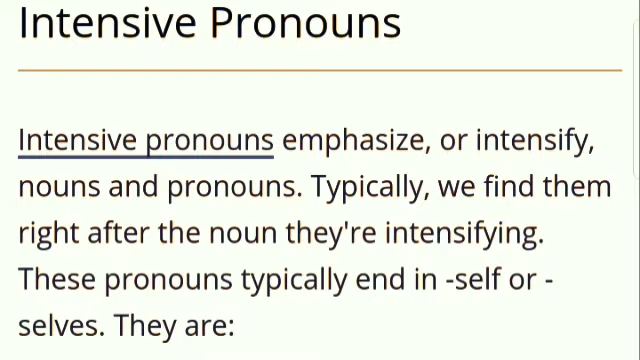 Intensive Pronouns
Intensive pronouns emphasize, or intensify,
nouns and pronouns. Typically, we find them
right after the noun they're intensifying.
These pronouns typically end in -self or -
selves. They are: